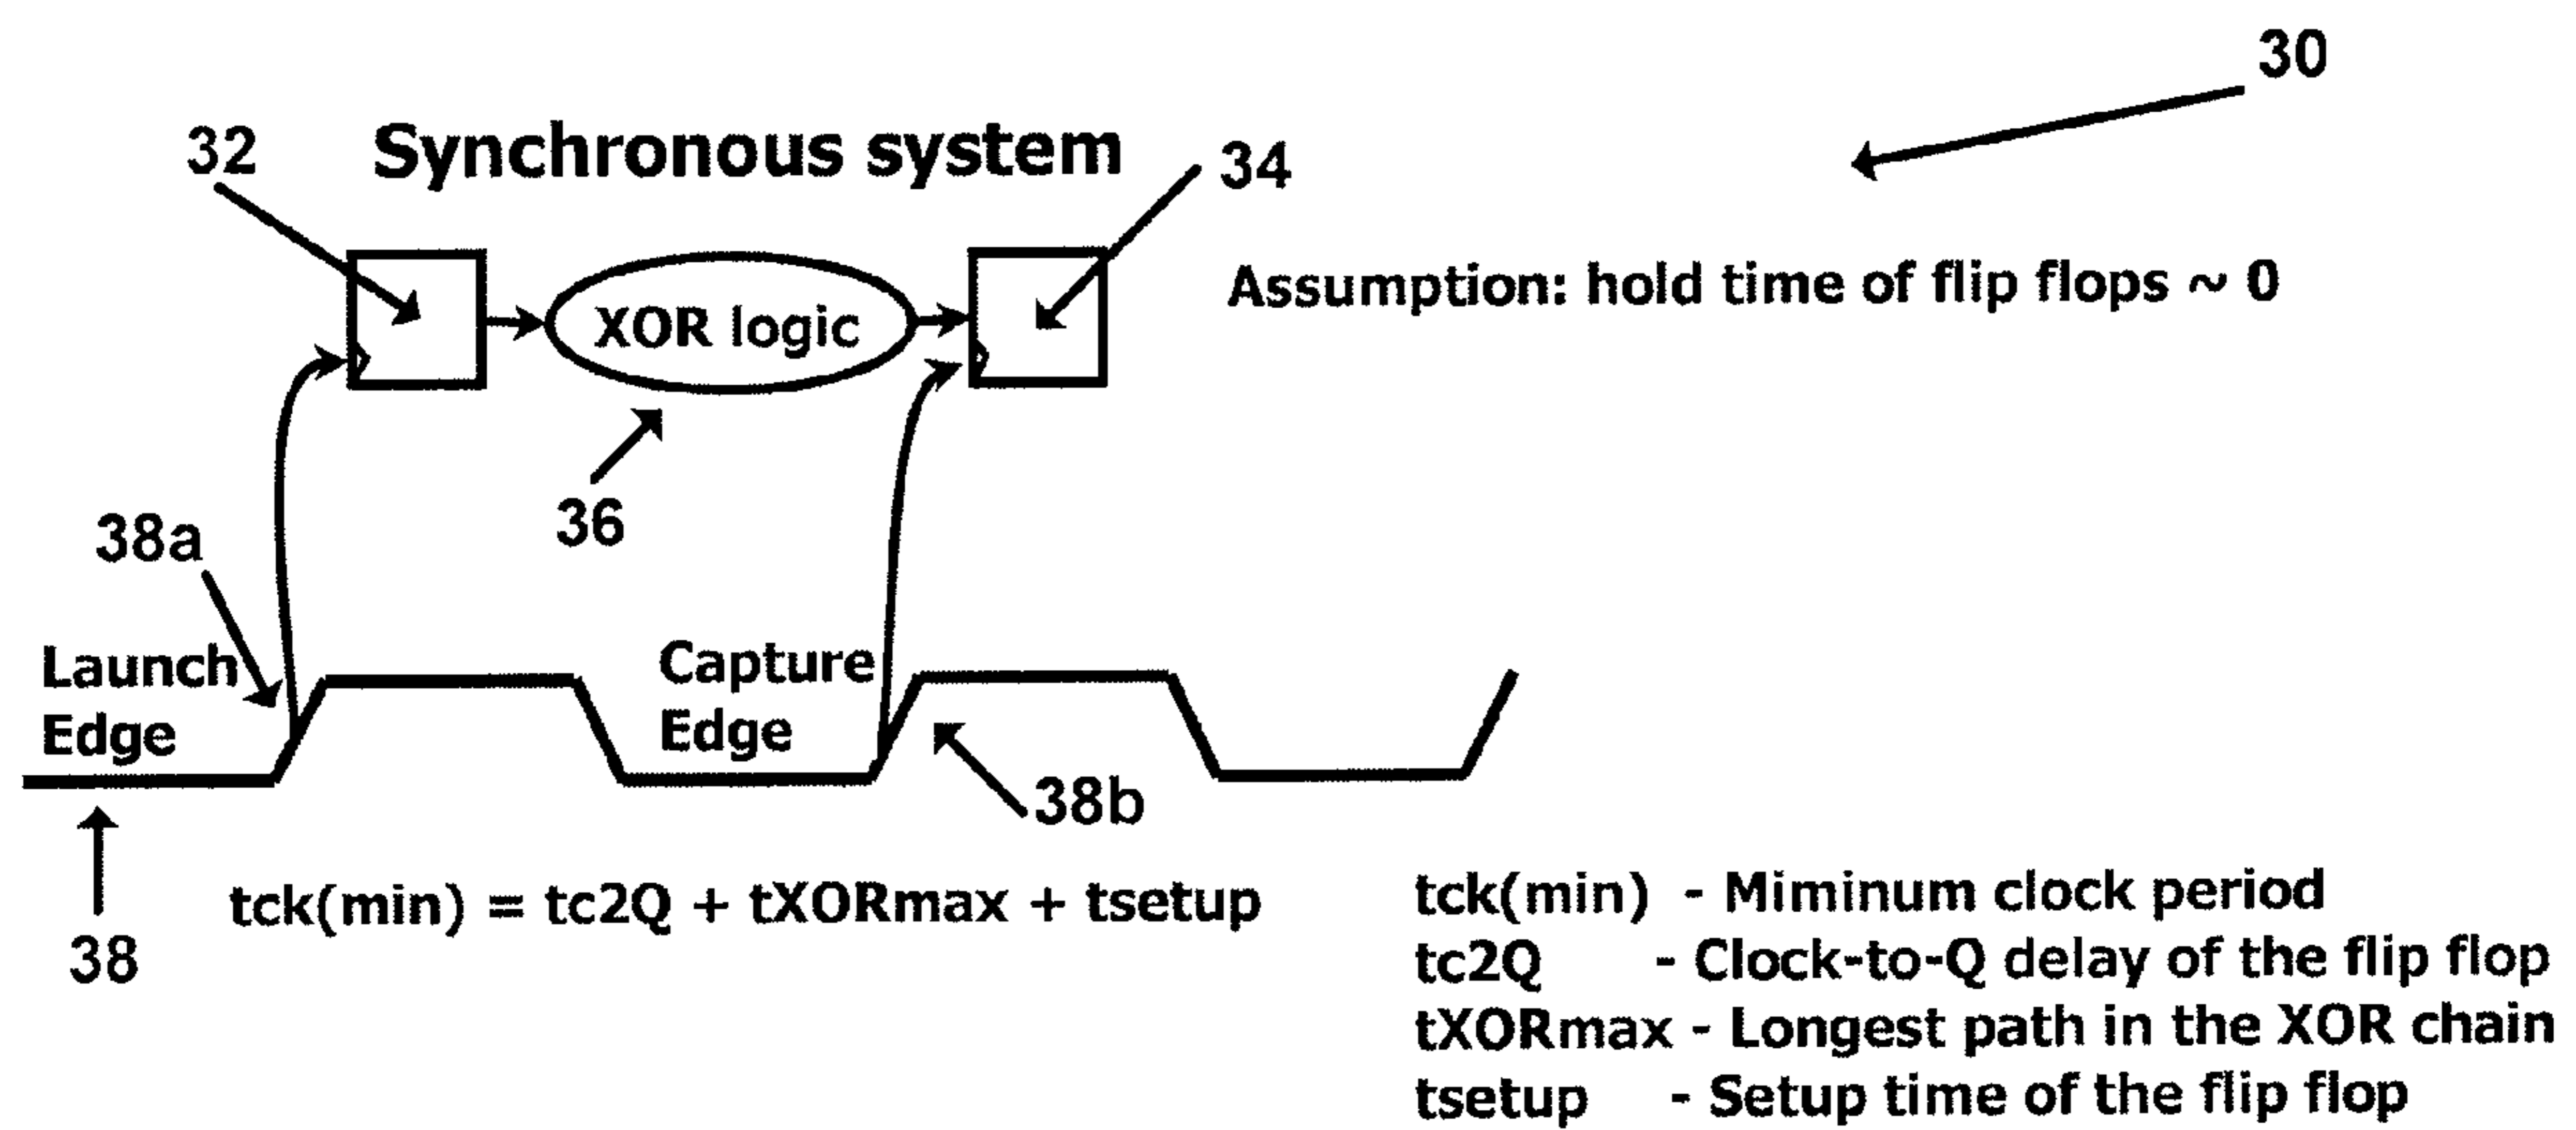 30
32
Synchronous system
34
Assumption: hold time of flip flops ~ 0
XOR logic
36
38a
Launch
Edge
Capture
Edge
38b
38
tck(min) = tc2Q + tXORmax + tsetup
tck(min) - Miminum clock period
tc2Q - Clock-to-Q delay of the flip flop
tXORmax - Longest path in the XOR chain
tsetup - Setup time of the flip flop